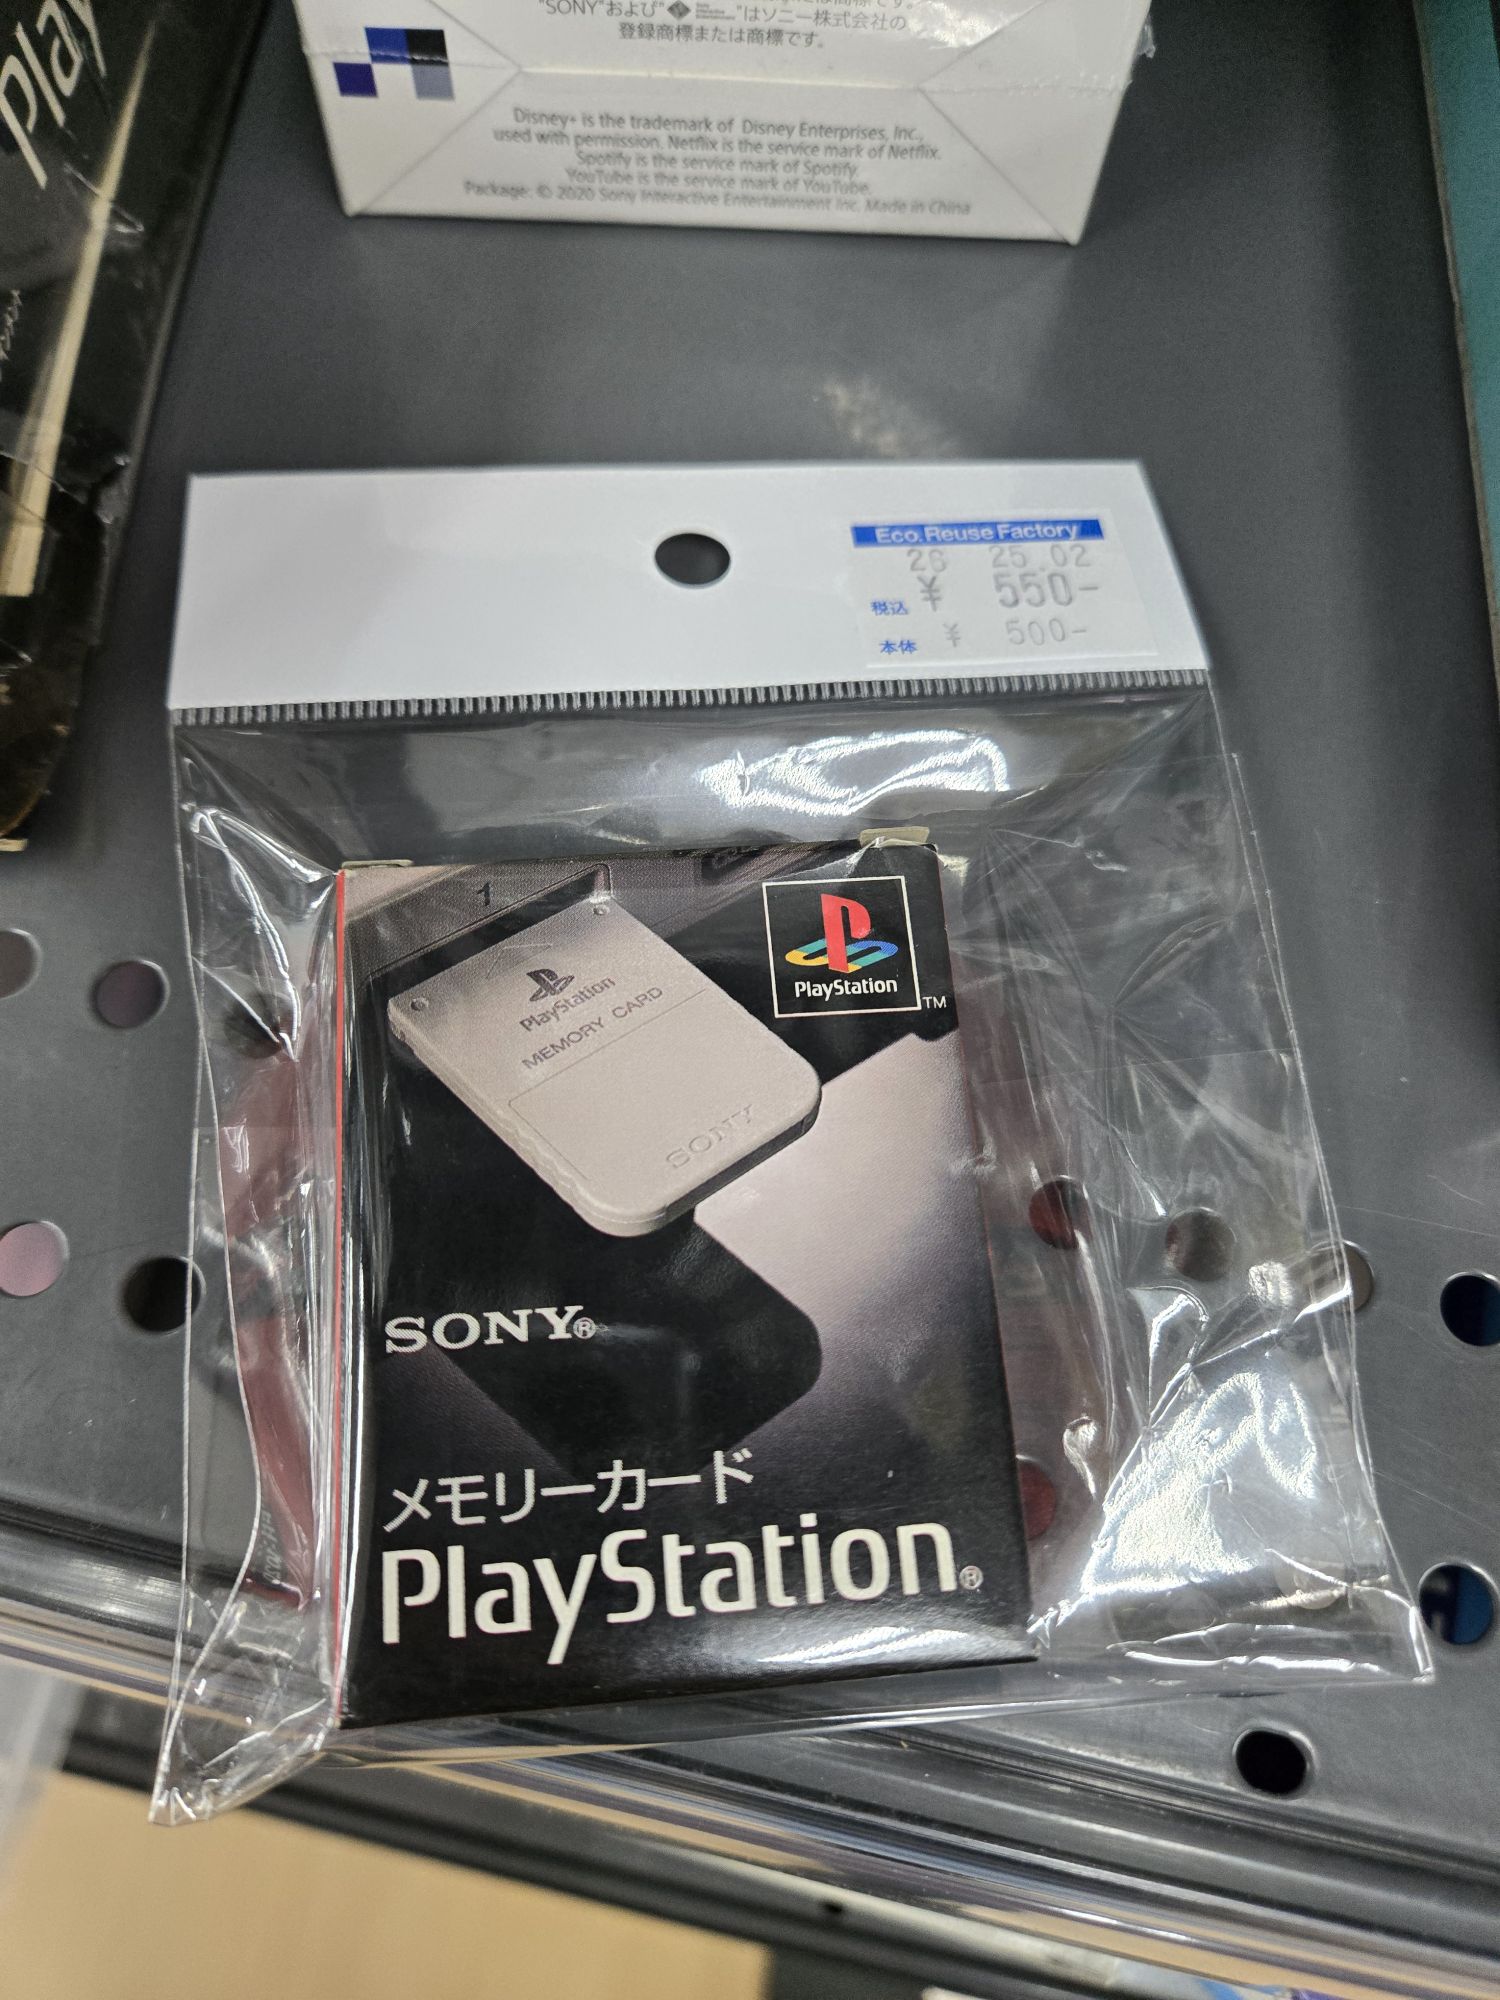 Play
"SONY"および" "はソニー株式会社の
登録商標または商標です。
Disney+ is the trademark of Disney Enterprises, Inc.,
used with permission. Netflix is the service mark of Netflix.
Spotify is the service mark of Spotify.
YouTube is the service mark of YouTube.
Package: © 2020 Sony Interactive Entertainment Inc. Made in China
Eco.Reuse Factory
26 25.02
税込 ¥ 550-
本体 ¥ 500-
1
PlayStation
MEMORY CARD
SONY
PlayStation
TM
SONY®
メモリーカード
PlayStation®